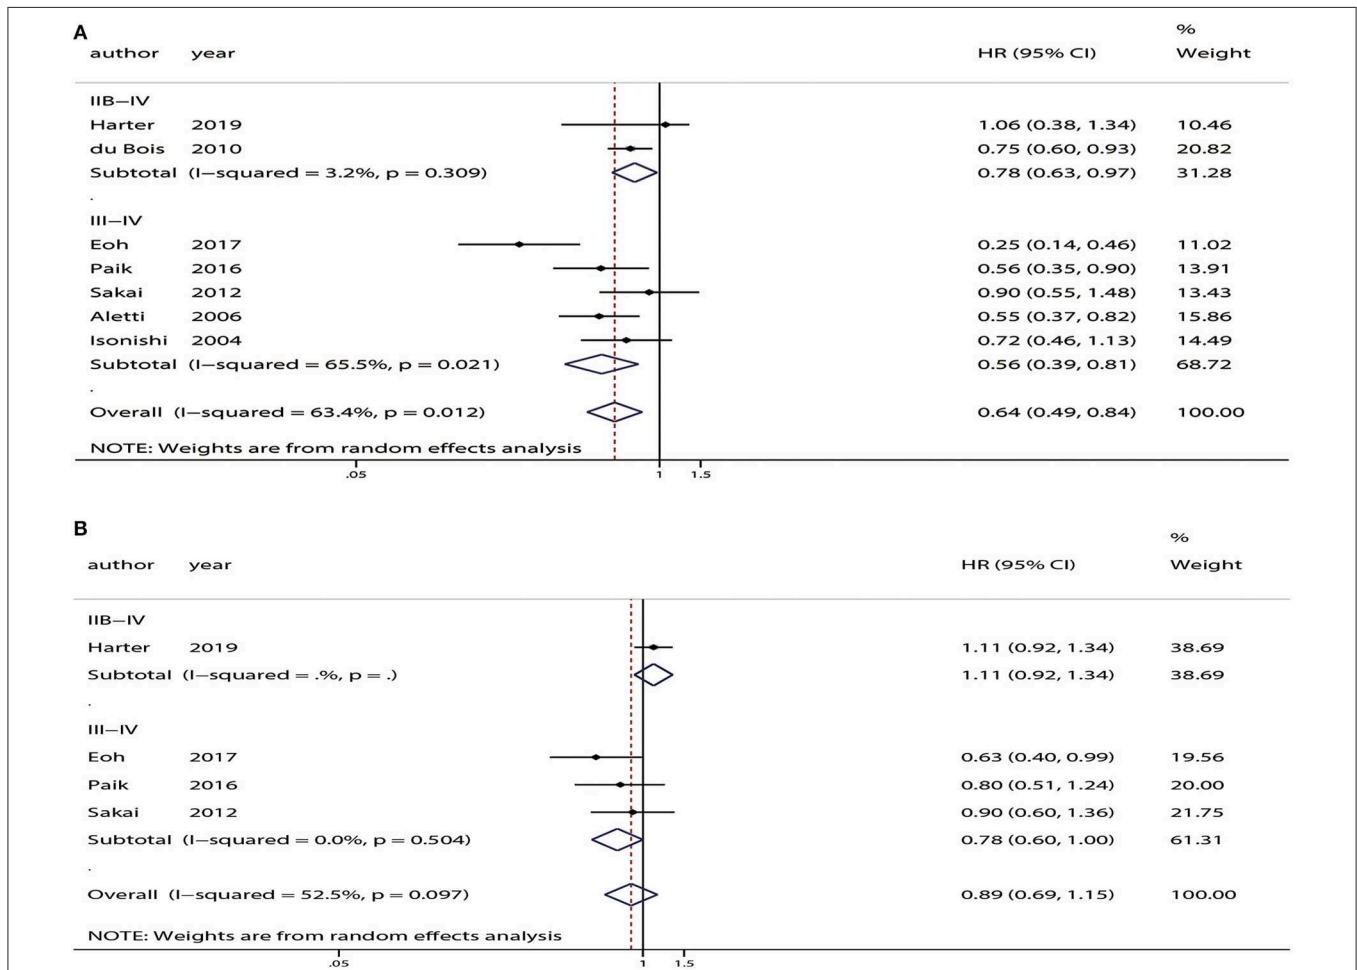 A
%
author year HR (95% CI) Weight
IIB–IV
Harter 2019 1.06 (0.38, 1.34) 10.46
du Bois 2010 0.75 (0.60, 0.93) 20.82
Subtotal (I–squared = 3.2%, p = 0.309) 0.78 (0.63, 0.97) 31.28
.
III–IV
Eoh 2017 0.25 (0.14, 0.46) 11.02
Paik 2016 0.56 (0.35, 0.90) 13.91
Sakai 2012 0.90 (0.55, 1.48) 13.43
Aletti 2006 0.55 (0.37, 0.82) 15.86
Isonishi 2004 0.72 (0.46, 1.13) 14.49
Subtotal (I–squared = 65.5%, p = 0.021) 0.56 (0.39, 0.81) 68.72
.
Overall (I–squared = 63.4%, p = 0.012) 0.64 (0.49, 0.84) 100.00
NOTE: Weights are from random effects analysis
.05 1 1.5
B
%
author year HR (95% CI) Weight
IIB–IV
Harter 2019 1.11 (0.92, 1.34) 38.69
Subtotal (I–squared = .%, p = .) 1.11 (0.92, 1.34) 38.69
.
III–IV
Eoh 2017 0.63 (0.40, 0.99) 19.56
Paik 2016 0.80 (0.51, 1.24) 20.00
Sakai 2012 0.90 (0.60, 1.36) 21.75
Subtotal (I–squared = 0.0%, p = 0.504) 0.78 (0.60, 1.00) 61.31
.
Overall (I–squared = 52.5%, p = 0.097) 0.89 (0.69, 1.15) 100.00
NOTE: Weights are from random effects analysis
.05 1 1.5